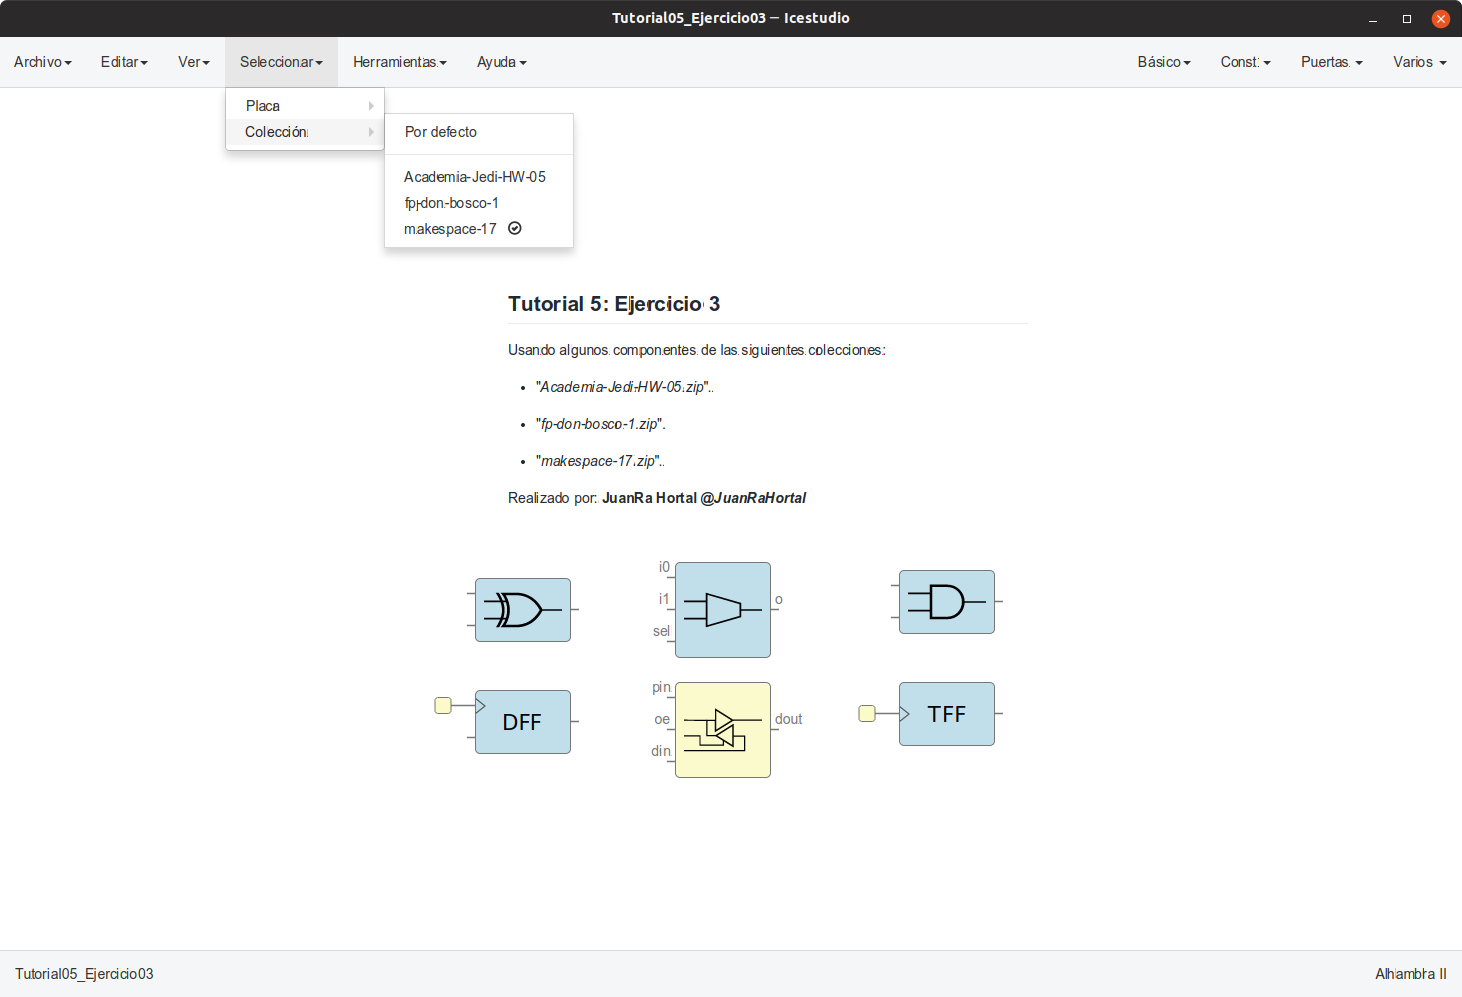 Tutorial05_Ejercicio03 — Icestudio
Archivo Editar Ver Seleccionar Herramientas Ayuda Básico Const. Puertas Varios
Placa
Colección
Por defecto
Academia-Jedi-HW-05
fp-don-bosco-1
makespace-17
Tutorial 5: Ejercicio 3
Usando algunos componentes de las siguientes colecciones:
• "Academia-Jedi-HW-05.zip".
• "fp-don-bosco-1.zip".
• "makespace-17.zip".
Realizado por: JuanRa Hortal @JuanRaHortal
i0
i1 o
sel
pin
oe dout
din
DFF
TFF
Tutorial05_Ejercicio03 Alhambra II